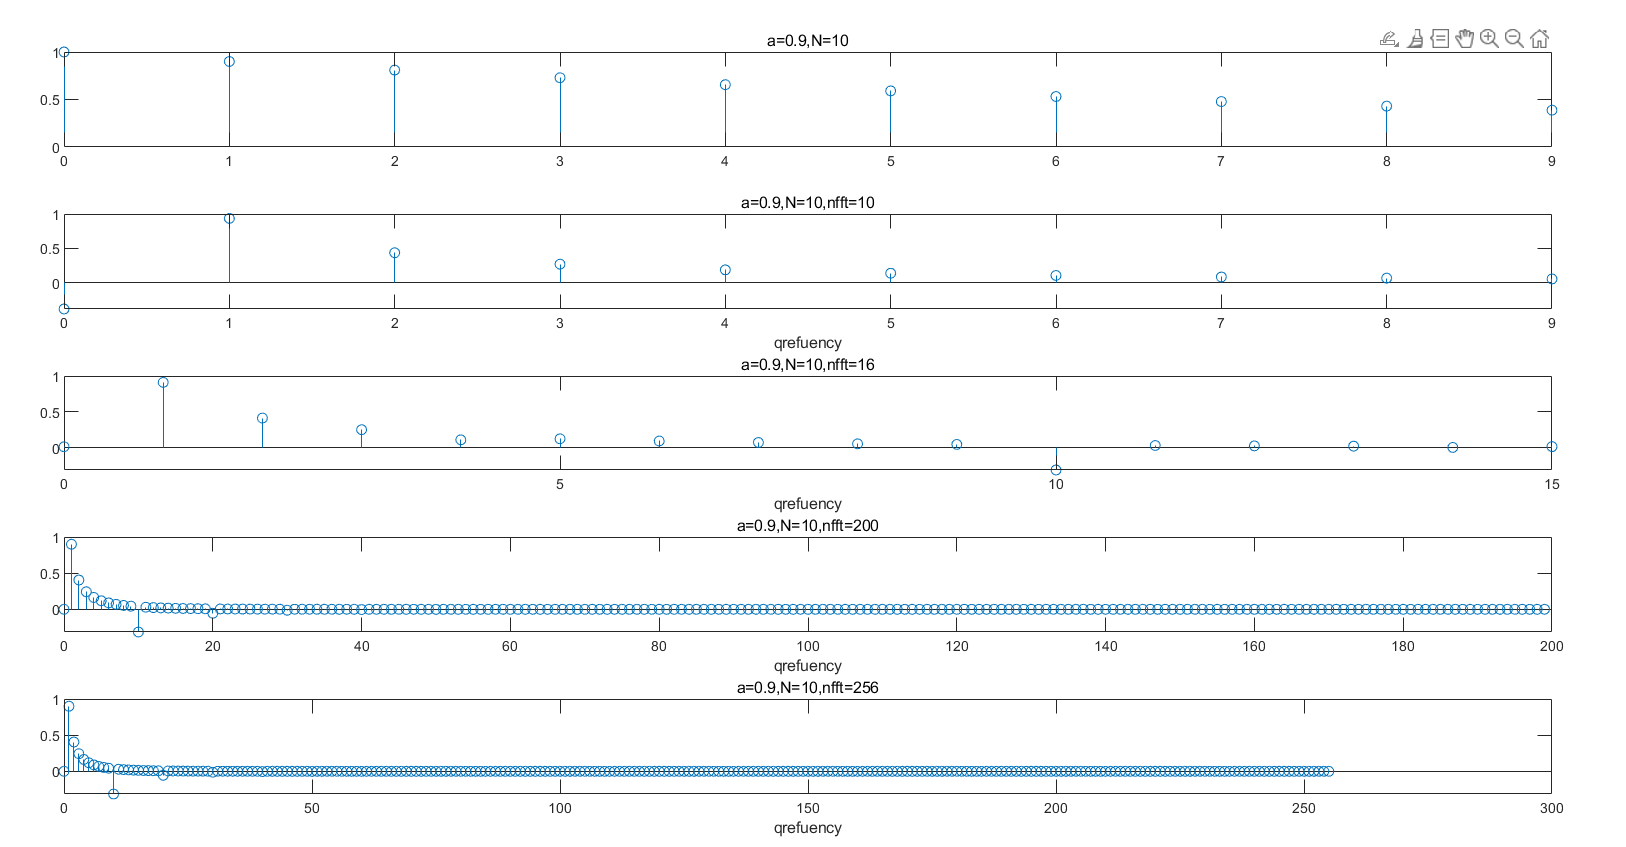 a=0.9,N=10
1
0.5
0
0 1 2 3 4 5 6 7 8 9
a=0.9,N=10,nfft=10
1
0.5
0
0 1 2 3 4 5 6 7 8 9
qrefuency
a=0.9,N=10,nfft=16
1
0.5
0
0 5 10 15
qrefuency
a=0.9,N=10,nfft=200
1
0.5
0
0 20 40 60 80 100 120 140 160 180 200
qrefuency
a=0.9,N=10,nfft=256
1
0.5
0
0 50 100 150 200 250 300
qrefuency